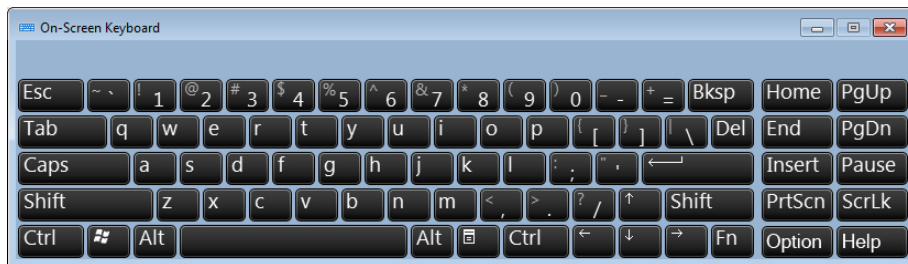 On-Screen Keyboard
Esc ~ ` ! 1 @ 2 # 3 $ 4 % 5 ^ 6 & 7 * 8 ( 9 ) 0 _ - + = Bksp Home PgUp
Tab q w e r t y u i o p { [ } ] | \ Del End PgDn
Caps a s d f g h j k l : ; " ' Insert Pause
Shift z x c v b n m < , > . ? / ↑ Shift PrtScn ScrLk
Ctrl Alt Alt Ctrl ← ↓ → Fn Option Help